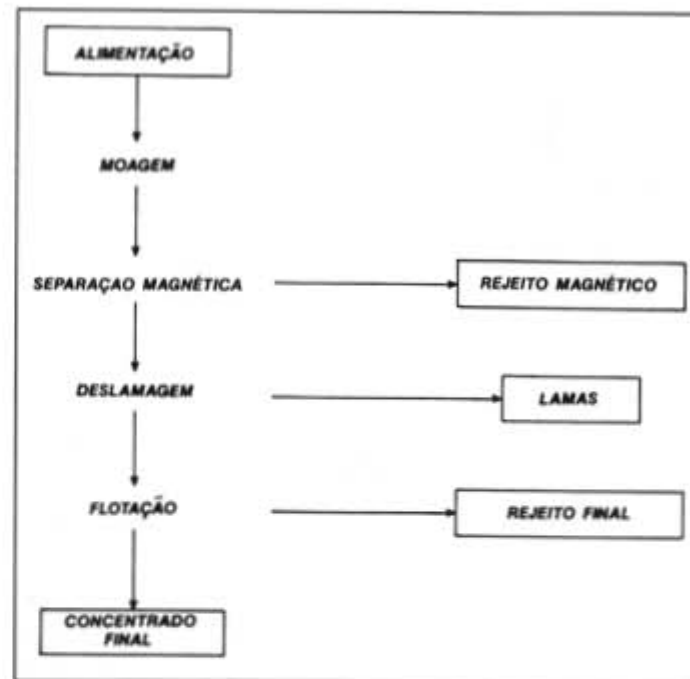 ALIMENTAÇÃO
MOAGEM
SEPARAÇAO MAGNÉTICA
REJEITO MAGNÉTICO
DESLAMAGEM
LAMAS
FLOTAÇÃO
REJEITO FINAL
CONCENTRADO
FINAL